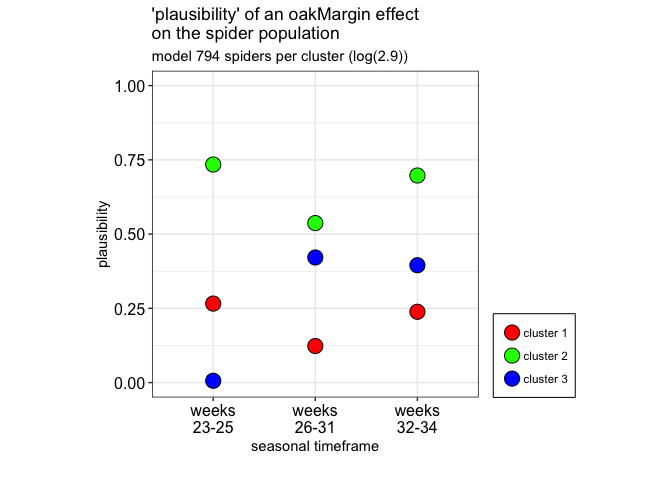 'plausibility' of an oakMargin effect
on the spider population
model 794 spiders per cluster (log(2.9))
1.00
0.75
0.50
0.25
0.00
plausibility
weeks
23-25
weeks
26-31
weeks
32-34
seasonal timeframe
cluster 1
cluster 2
cluster 3